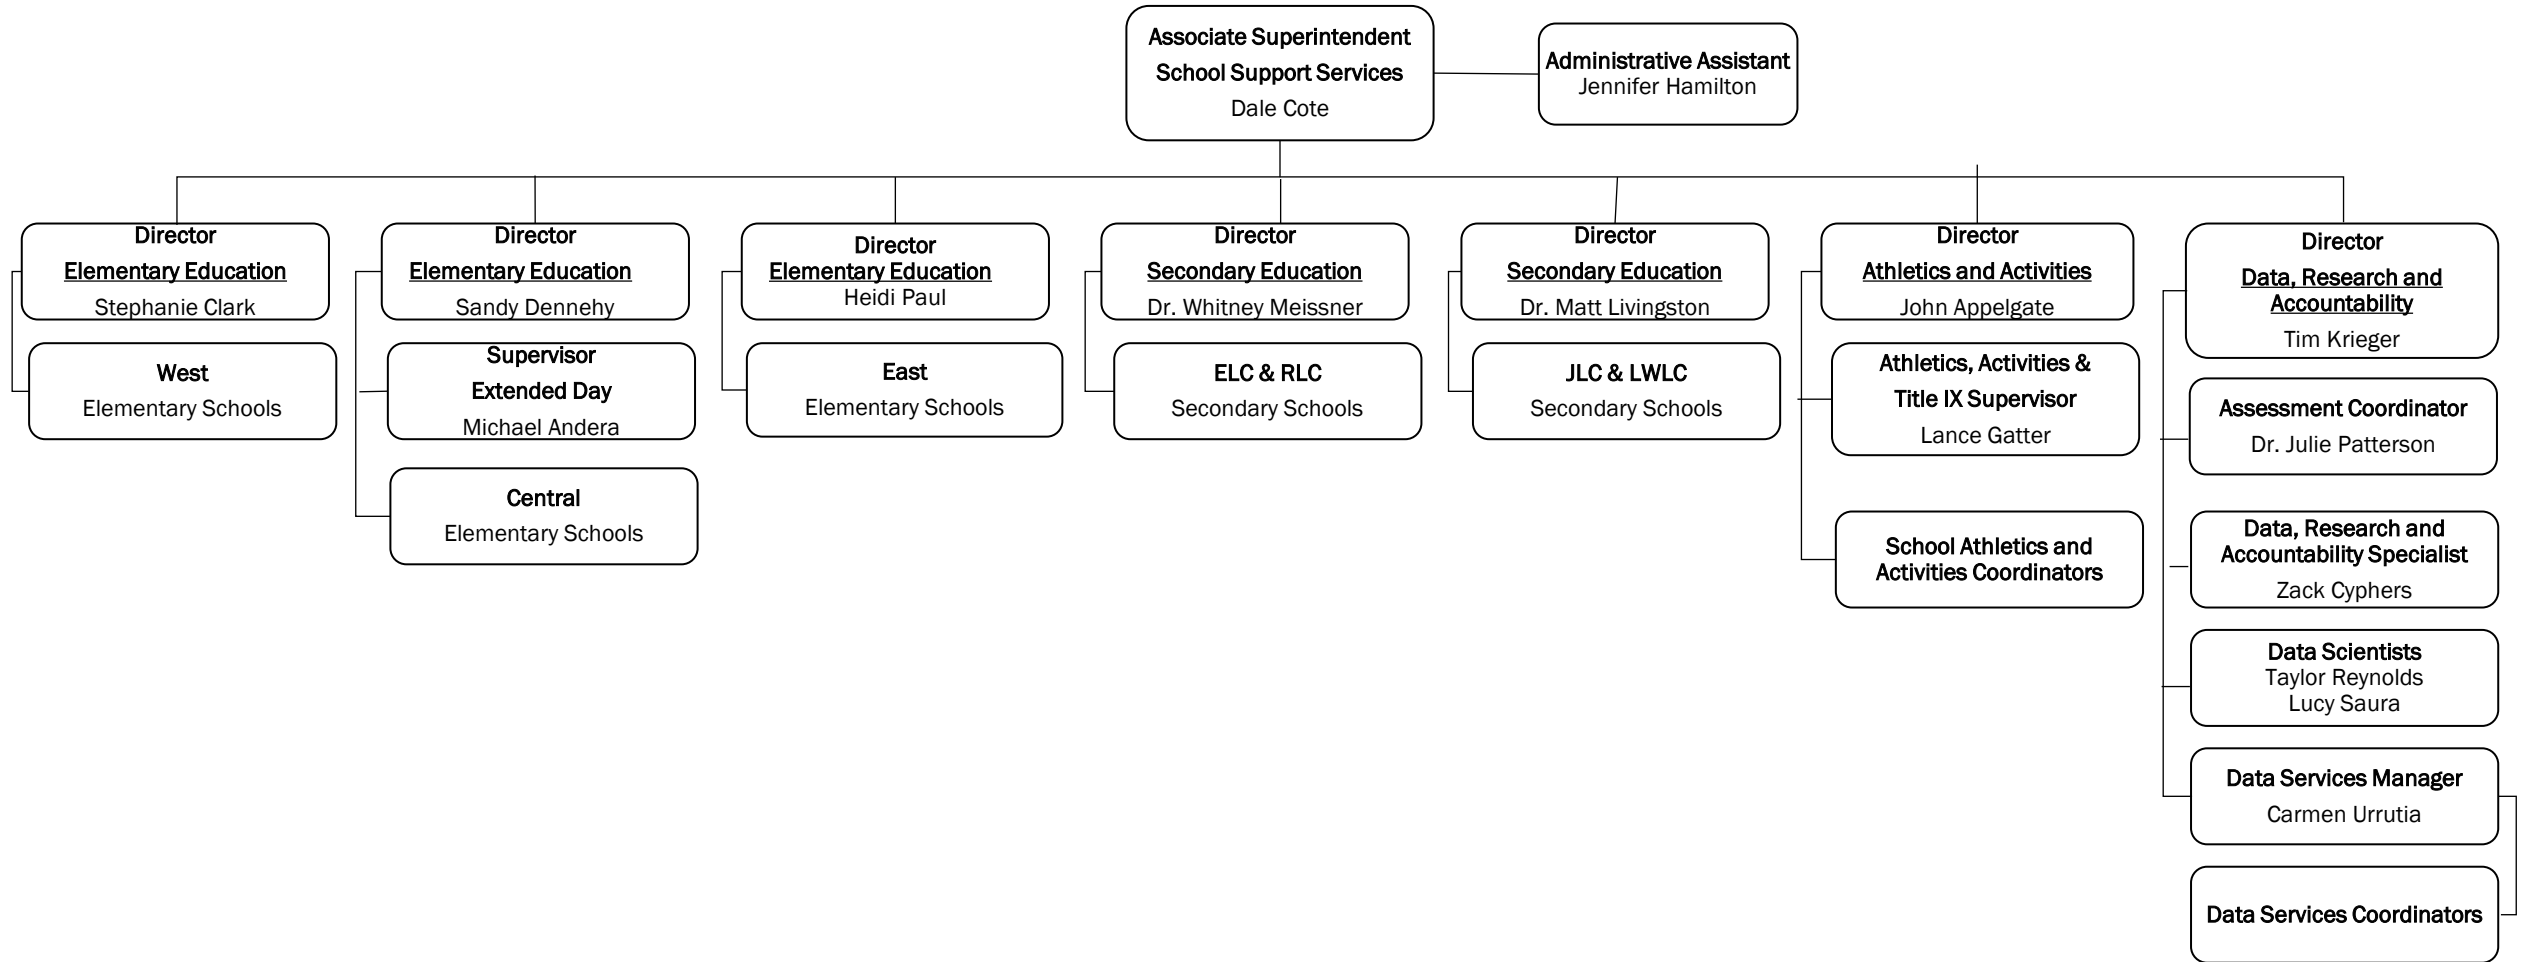 Associate Superintendent
School Support Services
Dale Cote
Administrative Assistant
Jennifer Hamilton
Director
Elementary Education
Stephanie Clark
West
Elementary Schools
Director
Elementary Education
Sandy Dennehy
Supervisor
Extended Day
Michael Andera
Central
Elementary Schools
Director
Elementary Education
Heidi Paul
East
Elementary Schools
Director
Secondary Education
Dr. Whitney Meissner
ELC & RLC
Secondary Schools
Director
Secondary Education
Dr. Matt Livingston
JLC & LWLC
Secondary Schools
Director
Athletics and Activities
John Appelgate
Athletics, Activities &
Title IX Supervisor
Lance Gatter
School Athletics and
Activities Coordinators
Director
Data, Research and
Accountability
Tim Krieger
Assessment Coordinator
Dr. Julie Patterson
Data, Research and
Accountability Specialist
Zack Cyphers
Data Scientists
Taylor Reynolds
Lucy Saura
Data Services Manager
Carmen Urrutia
Data Services Coordinators